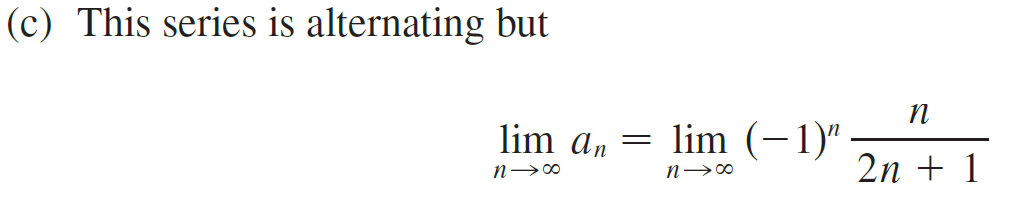 (c) This series is alternating but
lim_{n→∞} a_n = lim_{n→∞} (−1)^n n/(2n + 1)